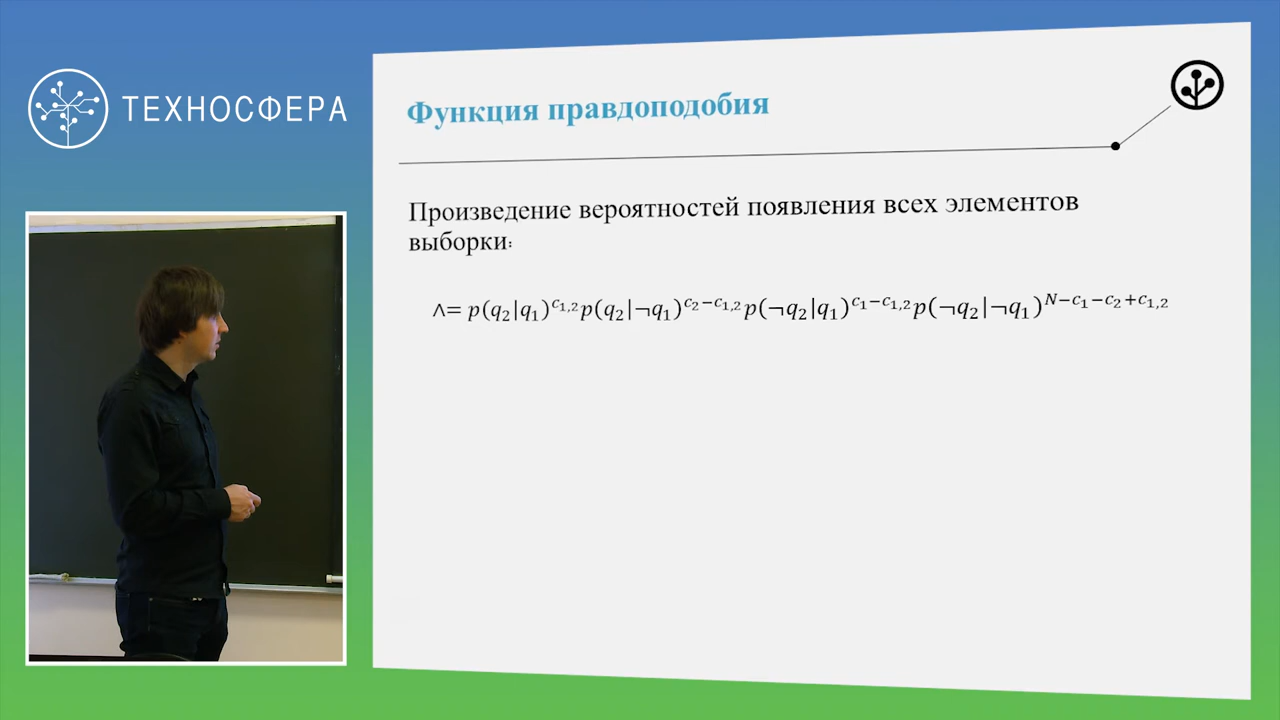 ТЕХНОСФЕРА
Функция правдоподобия
Произведение вероятностей появления всех элементов
выборки:
∧= p(q₂|q₁)^{c₁,₂}p(q₂|¬q₁)^{c₂−c₁,₂}p(¬q₂|q₁)^{c₁−c₁,₂}p(¬q₂|¬q₁)^{N−c₁−c₂+c₁,₂}